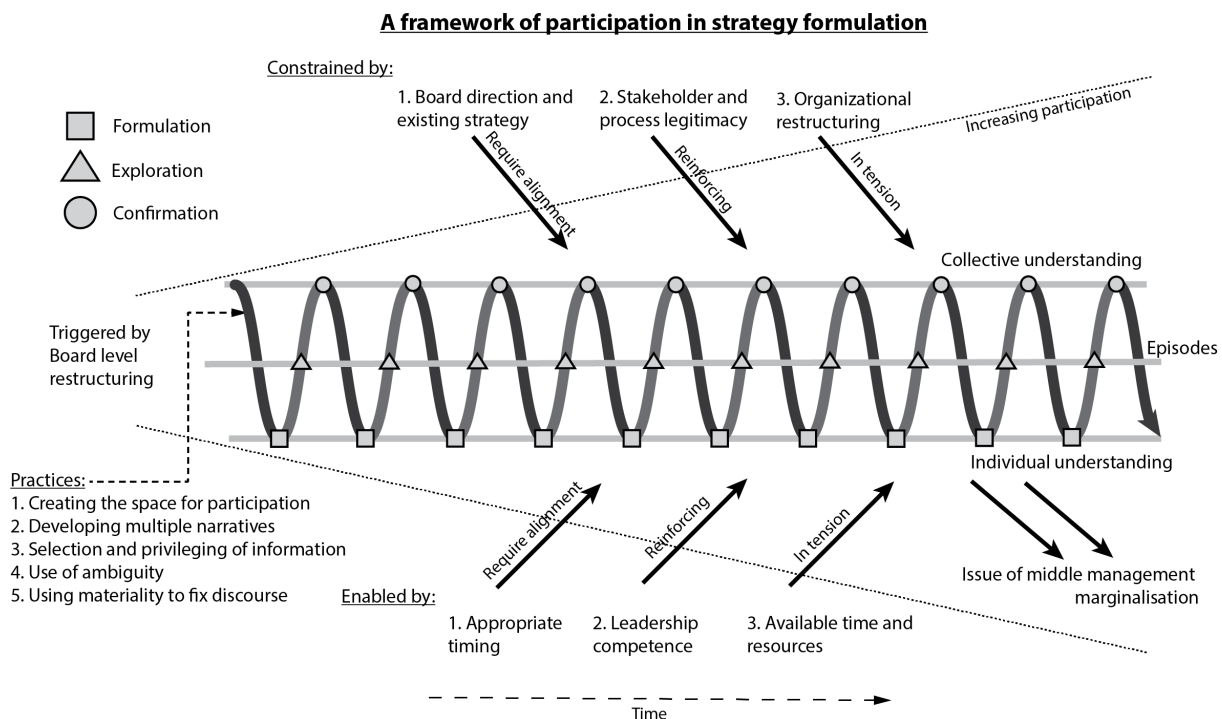 A framework of participation in strategy formulation
Constrained by:
1. Board direction and
existing strategy
2. Stakeholder and
process legitimacy
3. Organizational
restructuring
Increasing participation
Formulation
Exploration
Confirmation
Require alignment
Reinforcing
In tension
Collective understanding
Triggered by
Board level
restructuring
Episodes
Individual understanding
Practices:
1. Creating the space for participation
2. Developing multiple narratives
3. Selection and privileging of information
4. Use of ambiguity
5. Using materiality to fix discourse
Require alignment
Reinforcing
In tension
Issue of middle management
marginalisation
Enabled by:
1. Appropriate
timing
2. Leadership
competence
3. Available time and
resources
Time